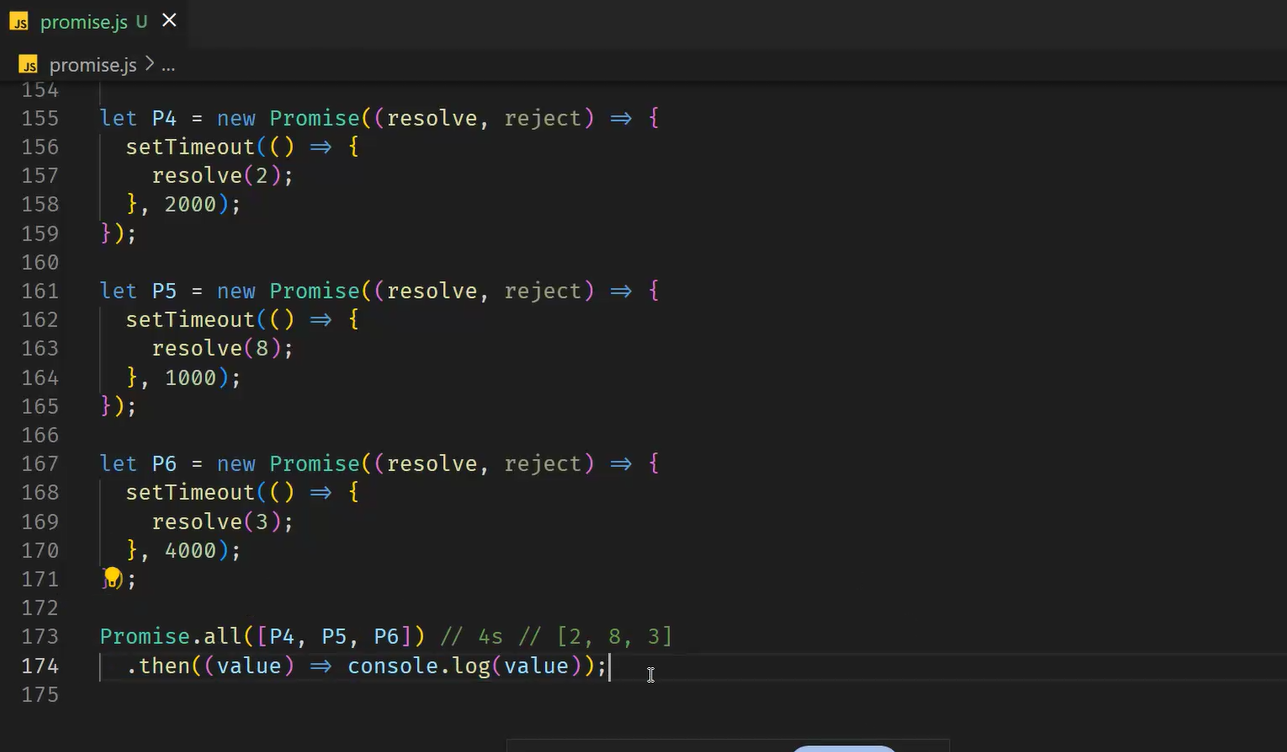 JS promise.js U ×
JS promise.js > ...
154
155 let P4 = new Promise((resolve, reject) => {
156 setTimeout(() => {
157 resolve(2);
158 }, 2000);
159 });
160
161 let P5 = new Promise((resolve, reject) => {
162 setTimeout(() => {
163 resolve(8);
164 }, 1000);
165 });
166
167 let P6 = new Promise((resolve, reject) => {
168 setTimeout(() => {
169 resolve(3);
170 }, 4000);
171 });
172
173 Promise.all([P4, P5, P6]) // 4s // [2, 8, 3]
174 .then((value) => console.log(value));
175